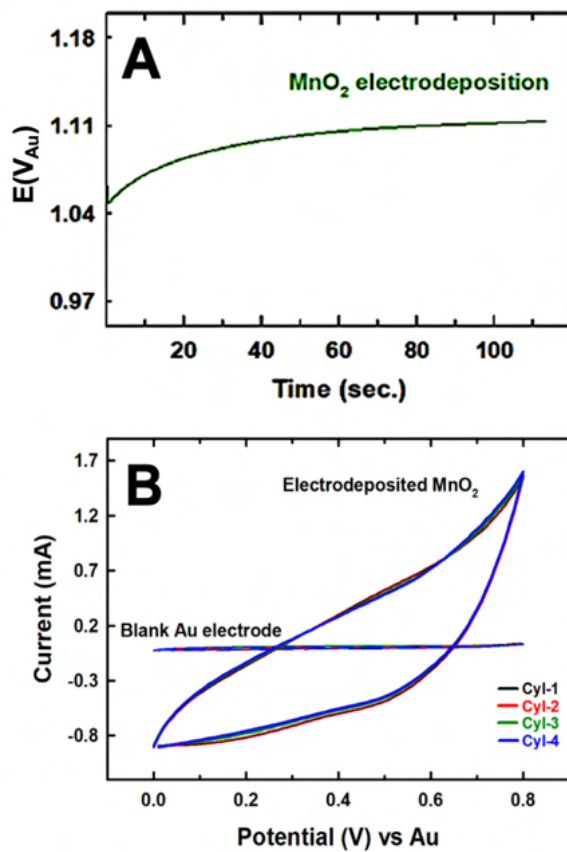 A
MnO₂ electrodeposition
E(V_Au)
1.18
1.11
1.04
0.97
20 40 60 80 100
Time (sec.)
B
Electrodeposited MnO₂
Blank Au electrode
Current (mA)
1.7
1.2
0.7
0.2
-0.3
-0.8
Cyl-1
Cyl-2
Cyl-3
Cyl-4
0.0 0.2 0.4 0.6 0.8
Potential (V) vs Au